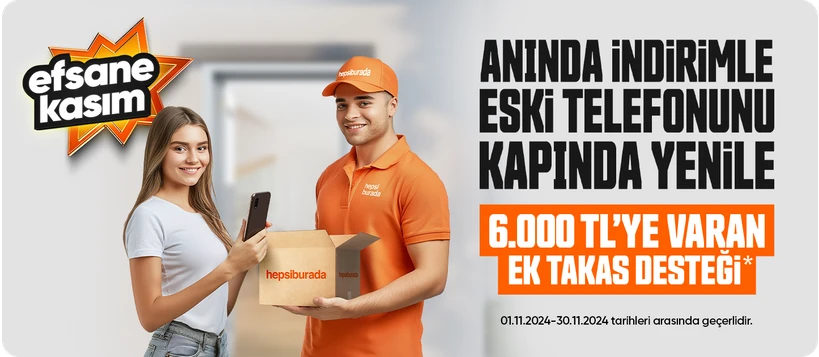 efsane
kasım
hepsiburada
hepsi
burada
hepsiburada
ANINDA İNDİRİMLE
ESKİ TELEFONUNU
KAPINDA YENİLE
6.000 TL'YE VARAN
EK TAKAS DESTEĞİ*
01.11.2024-30.11.2024 tarihleri arasında geçerlidir.